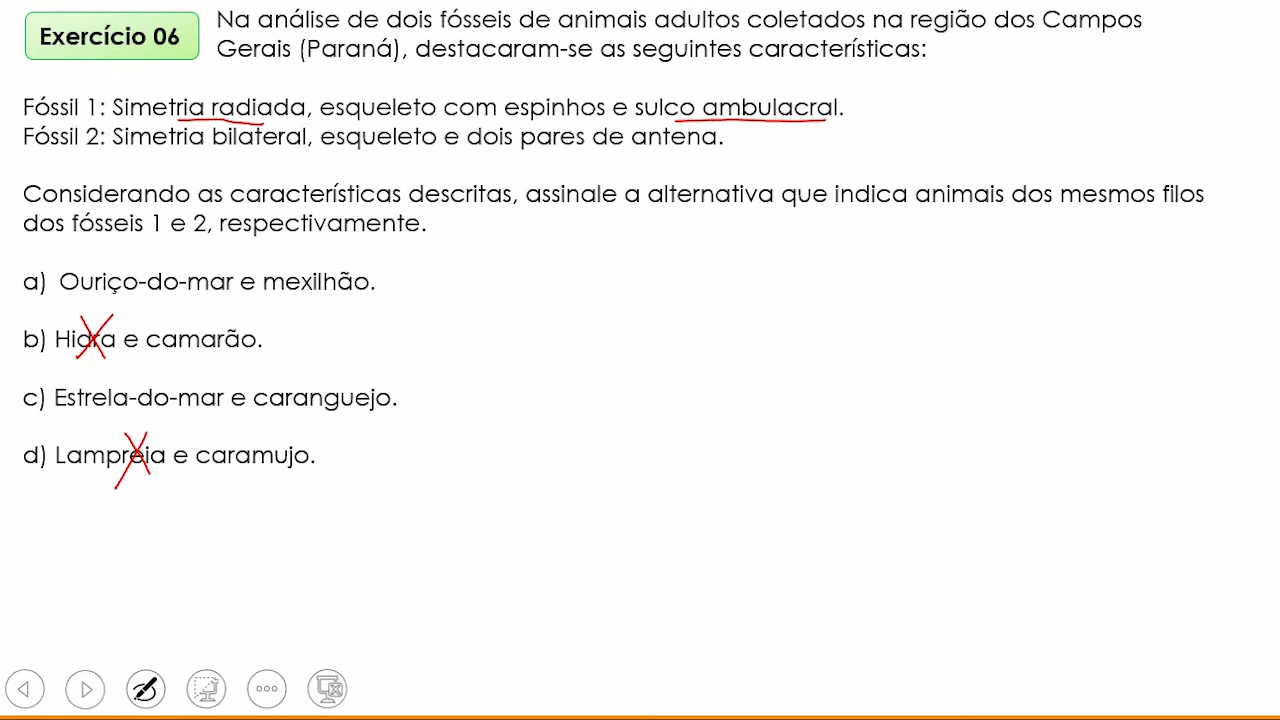 Exercício 06
Na análise de dois fósseis de animais adultos coletados na região dos Campos
Gerais (Paraná), destacaram-se as seguintes características:
Fóssil 1: Simetria radiada, esqueleto com espinhos e sulco ambulacral.
Fóssil 2: Simetria bilateral, esqueleto e dois pares de antena.
Considerando as características descritas, assinale a alternativa que indica animais dos mesmos filos
dos fósseis 1 e 2, respectivamente.
a) Ouriço-do-mar e mexilhão.
b) Hidra e camarão.
c) Estrela-do-mar e caranguejo.
d) Lampreia e caramujo.